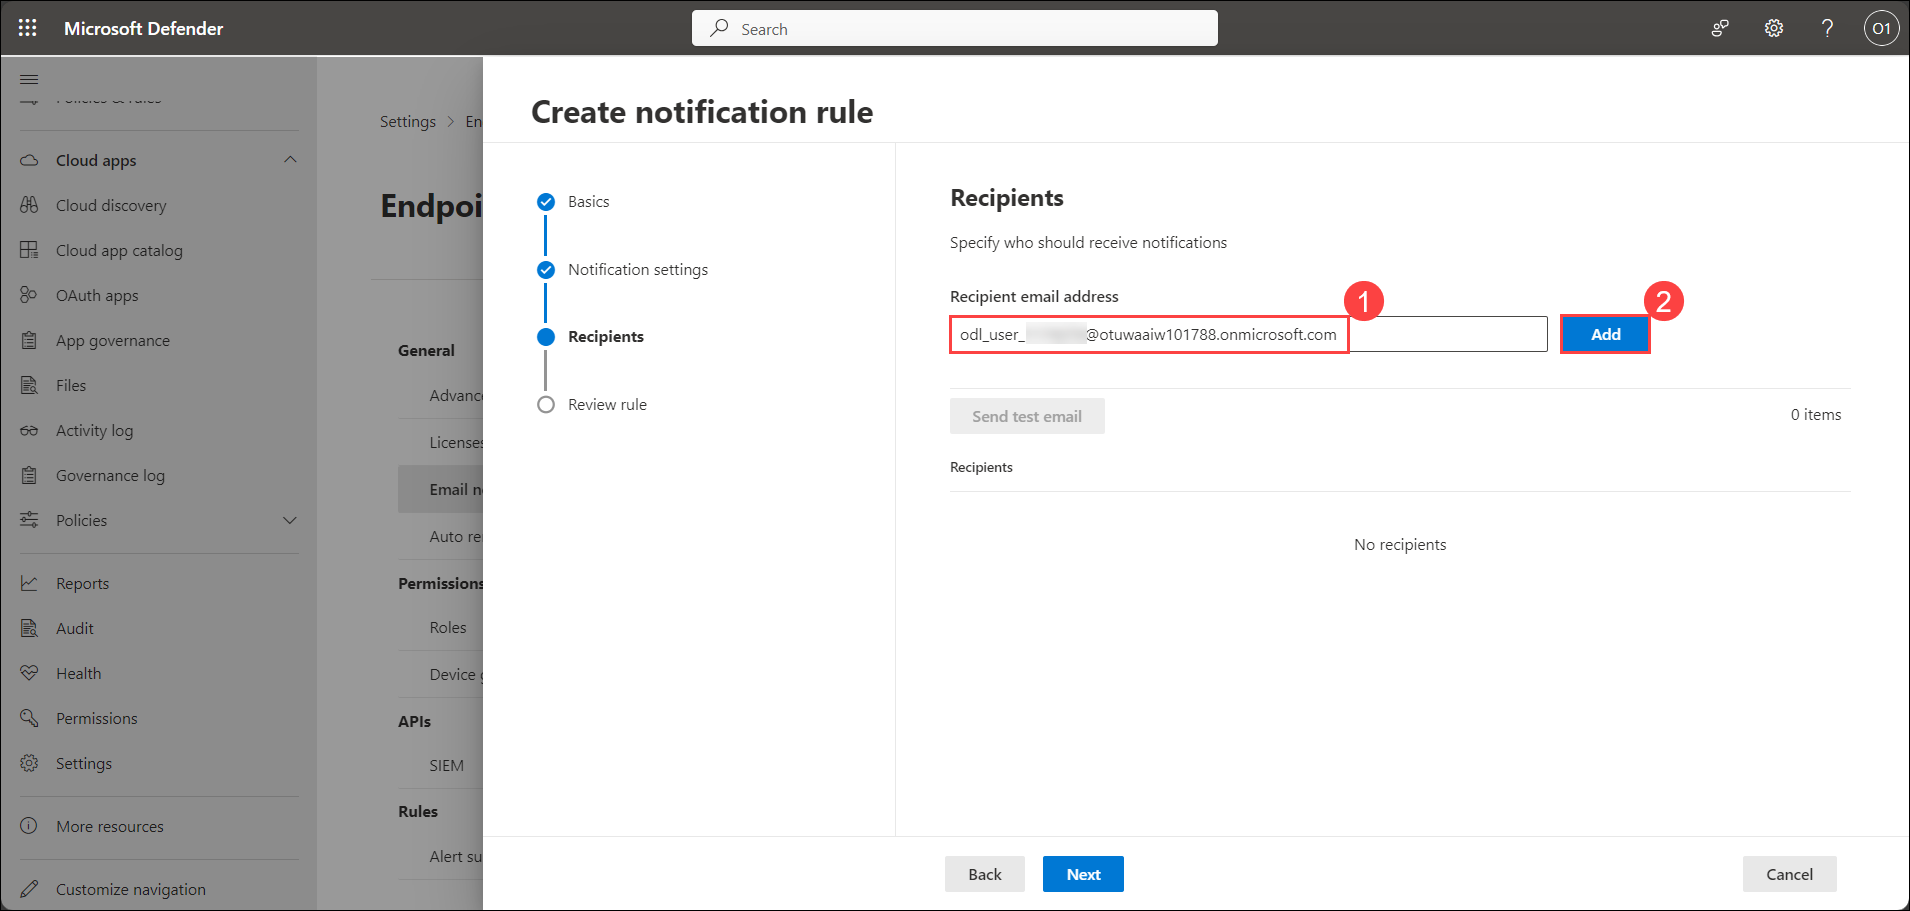 Microsoft Defender
Search
O1
Policies & rules
Cloud apps
Cloud discovery
Cloud app catalog
OAuth apps
App governance
Files
Activity log
Governance log
Policies
Reports
Audit
Health
Permissions
Settings
More resources
Customize navigation
Settings > En
Endpoi
General
Advanc
Licenses
Email n
Auto re
Permissions
Roles
Device g
APIs
SIEM
Rules
Alert su
Create notification rule
Basics
Notification settings
Recipients
Review rule
Recipients
Specify who should receive notifications
Recipient email address
1
2
odl_user_ @otuwaaiw101788.onmicrosoft.com
Add
Send test email
0 items
Recipients
No recipients
Back
Next
Cancel